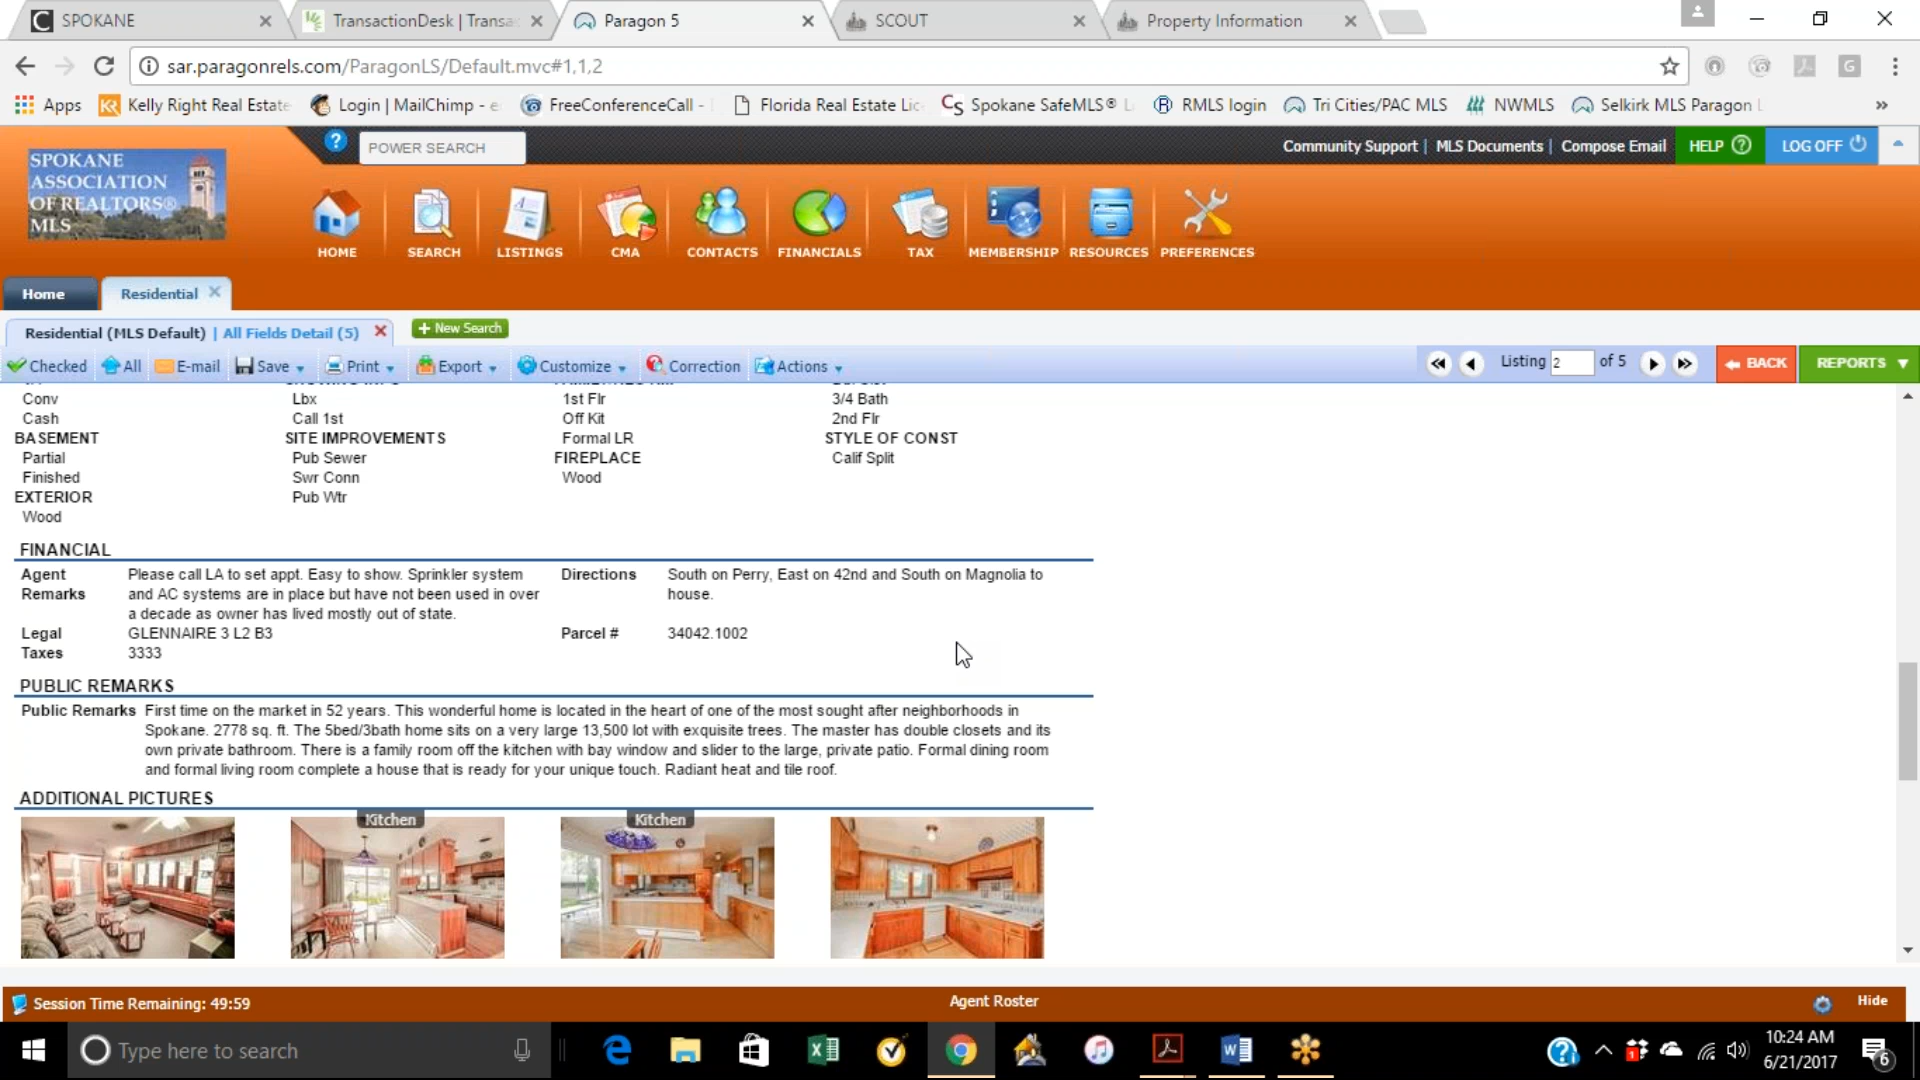 SPOKANE
TransactionDesk | Transa
Paragon 5
SCOUT
Property Information
sar.paragonrels.com/ParagonLS/Default.mvc#1,1,2
Apps
Kelly Right Real Estate
Login | MailChimp - e
FreeConferenceCall -
Florida Real Estate Lic
Spokane SafeMLS®
RMLS login
Tri Cities/PAC MLS
NWMLS
Selkirk MLS Paragon
»
SPOKANE
ASSOCIATION
OF REALTORS®
MLS
POWER SEARCH
Community Support | MLS Documents | Compose Email
HELP
LOG OFF
HOME
SEARCH
LISTINGS
CMA
CONTACTS
FINANCIALS
TAX
MEMBERSHIP
RESOURCES
PREFERENCES
Home
Residential
Residential (MLS Default) | All Fields Detail (5)
+ New Search
Checked
All
E-mail
Save
Print
Export
Customize
Correction
Actions
Listing 2 of 5
BACK
REPORTS
Conv
Lbx
1st Flr
3/4 Bath
Cash
Call 1st
Off Kit
2nd Flr
BASEMENT
SITE IMPROVEMENTS
Formal LR
STYLE OF CONST
Partial
Pub Sewer
FIREPLACE
Calif Split
Finished
Swr Conn
Wood
EXTERIOR
Pub Wtr
Wood
FINANCIAL
Agent Remarks
Please call LA to set appt. Easy to show. Sprinkler system
and AC systems are in place but have not been used in over
a decade as owner has lived mostly out of state.
Directions
South on Perry, East on 42nd and South on Magnolia to
house.
Legal
GLENNAIRE 3 L2 B3
Parcel #
34042.1002
Taxes
3333
PUBLIC REMARKS
Public Remarks
First time on the market in 52 years. This wonderful home is located in the heart of one of the most sought after neighborhoods in
Spokane. 2778 sq. ft. The 5bed/3bath home sits on a very large 13,500 lot with exquisite trees. The master has double closets and its
own private bathroom. There is a family room off the kitchen with bay window and slider to the large, private patio. Formal dining room
and formal living room complete a house that is ready for your unique touch. Radiant heat and tile roof.
ADDITIONAL PICTURES
Kitchen
Kitchen
Session Time Remaining: 49:59
Agent Roster
Hide
Type here to search
10:24 AM
6/21/2017
6